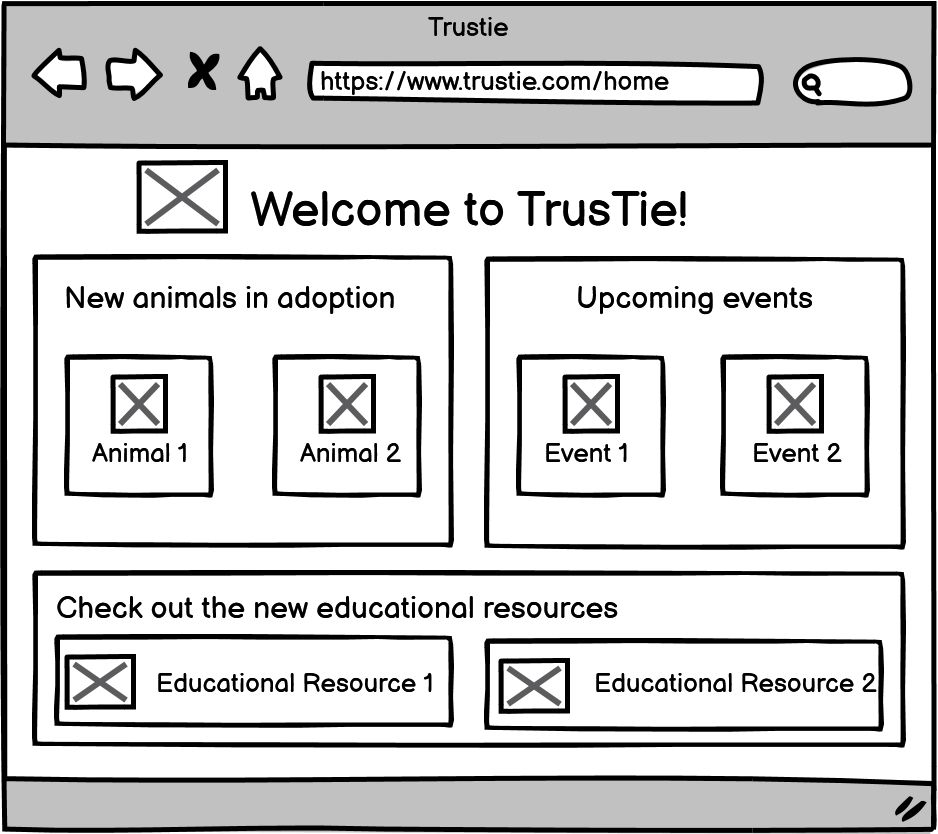 Trustie
https://www.trustie.com/home
Welcome to TrusTie!
New animals in adoption
Animal 1
Animal 2
Upcoming events
Event 1
Event 2
Check out the new educational resources
Educational Resource 1
Educational Resource 2